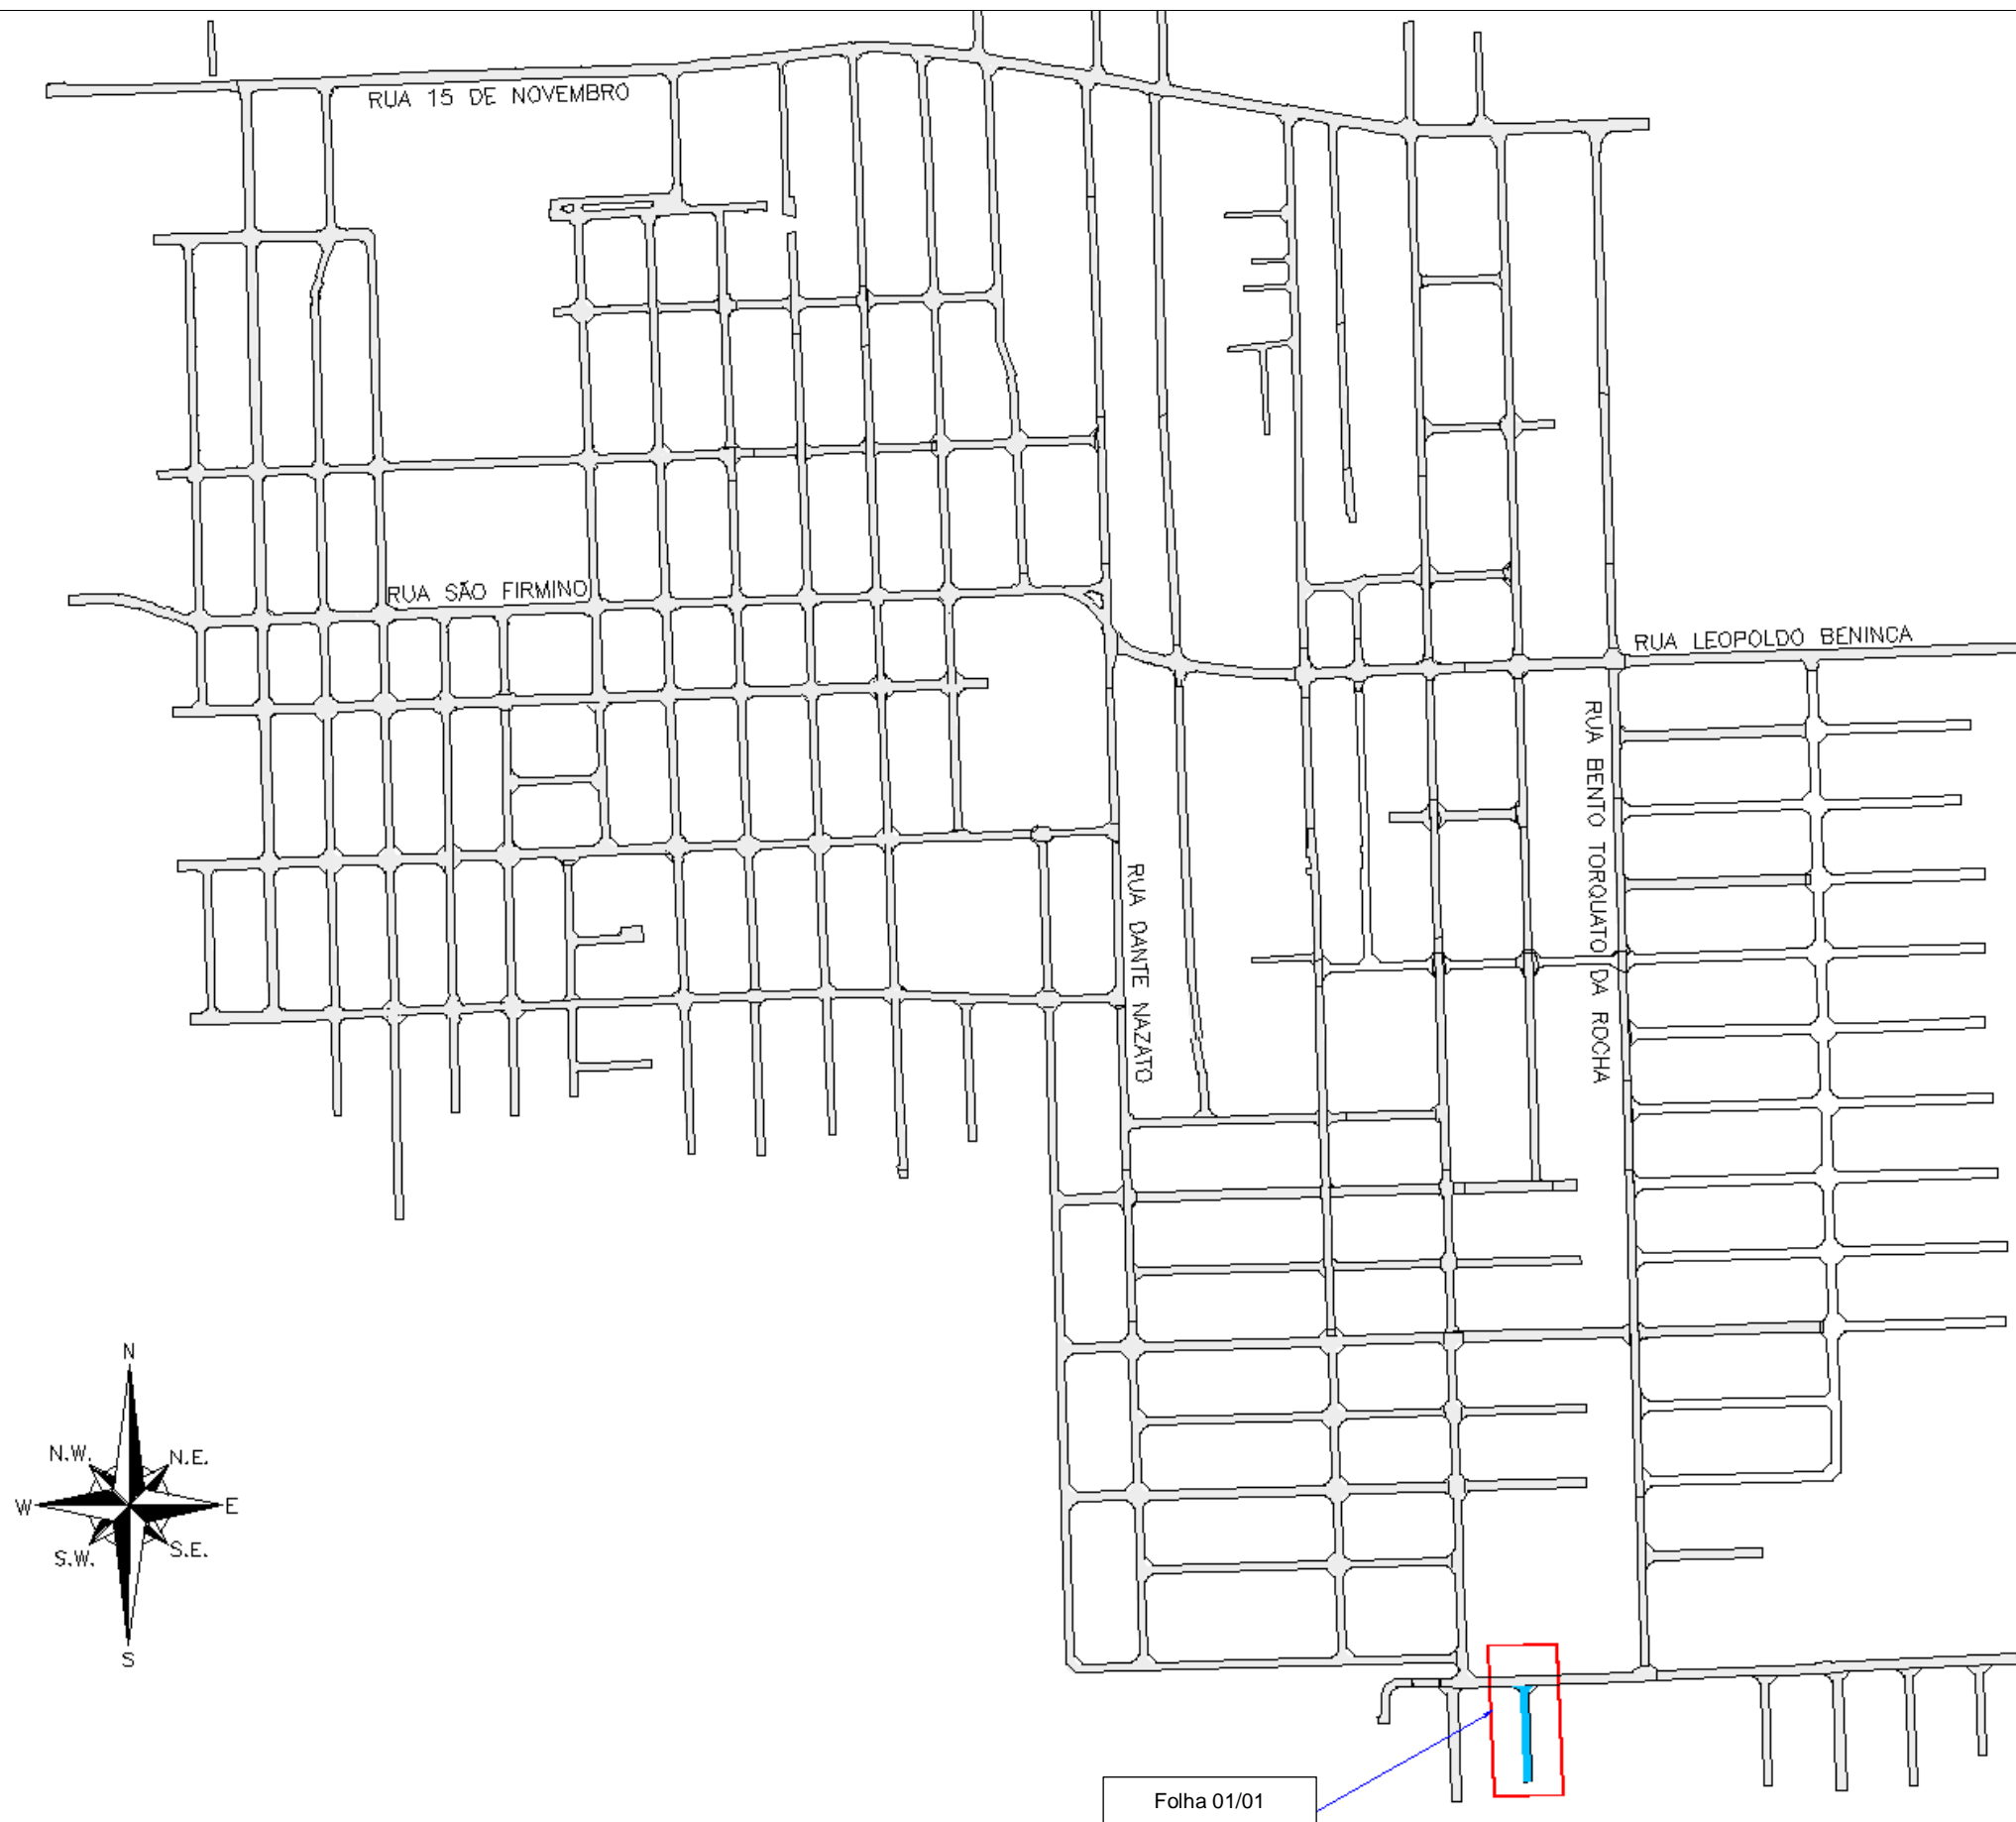 RUA 15 DE NOVEMBRO
RUA SÃO FIRMINO
RUA LEOPOLDO BENINCA
RUA BENTO TORQUATO DA ROCHA
RUA DANTE NAZATO
N
N.W.
N.E.
W
E
S.W.
S.E.
S
Folha 01/01